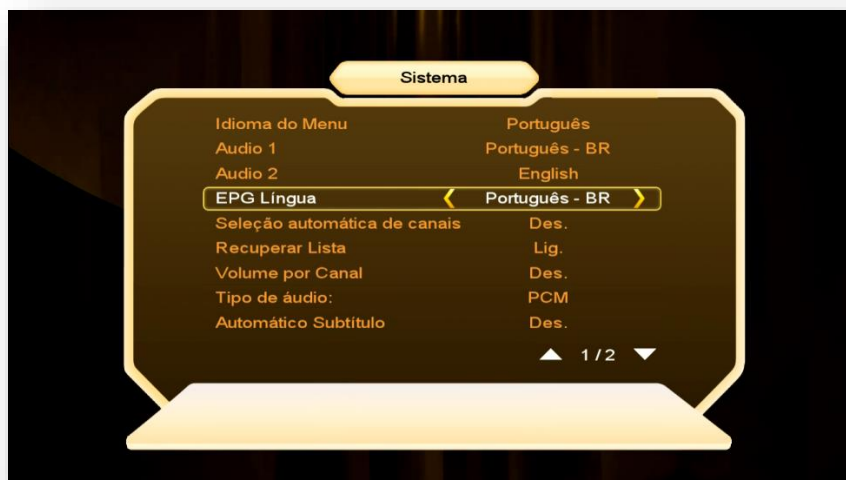 Sistema
Idioma do Menu Português
Audio 1 Português - BR
Audio 2 English
EPG Língua Português - BR
Seleção automática de canais Des.
Recuperar Lista Lig.
Volume por Canal Des.
Tipo de áudio: PCM
Automático Subtítulo Des.
1/2